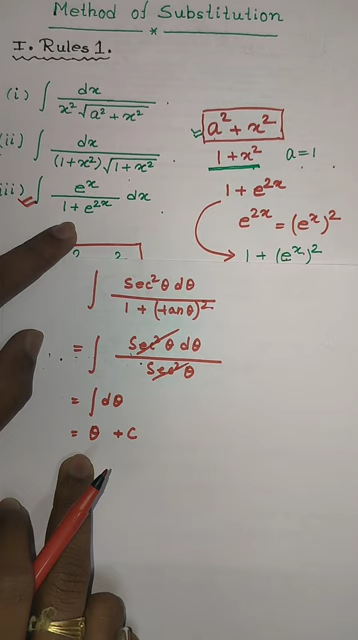 Method of Substitution
I. Rules 1.
(i) ∫ dx / x²√(a² + x²) .
(ii) ∫ dx / (1+x²)√(1+x²) .
(iii) ∫ eˣ / (1 + e²ˣ) dx
a² + x²
1 + x² a = 1
1 + e²ˣ
e²ˣ = (eˣ)²
1 + (eˣ)²
∫ sec²θ dθ / 1 + (tanθ)²
= ∫ sec²θ dθ / sec²θ
= ∫ dθ
= θ + c